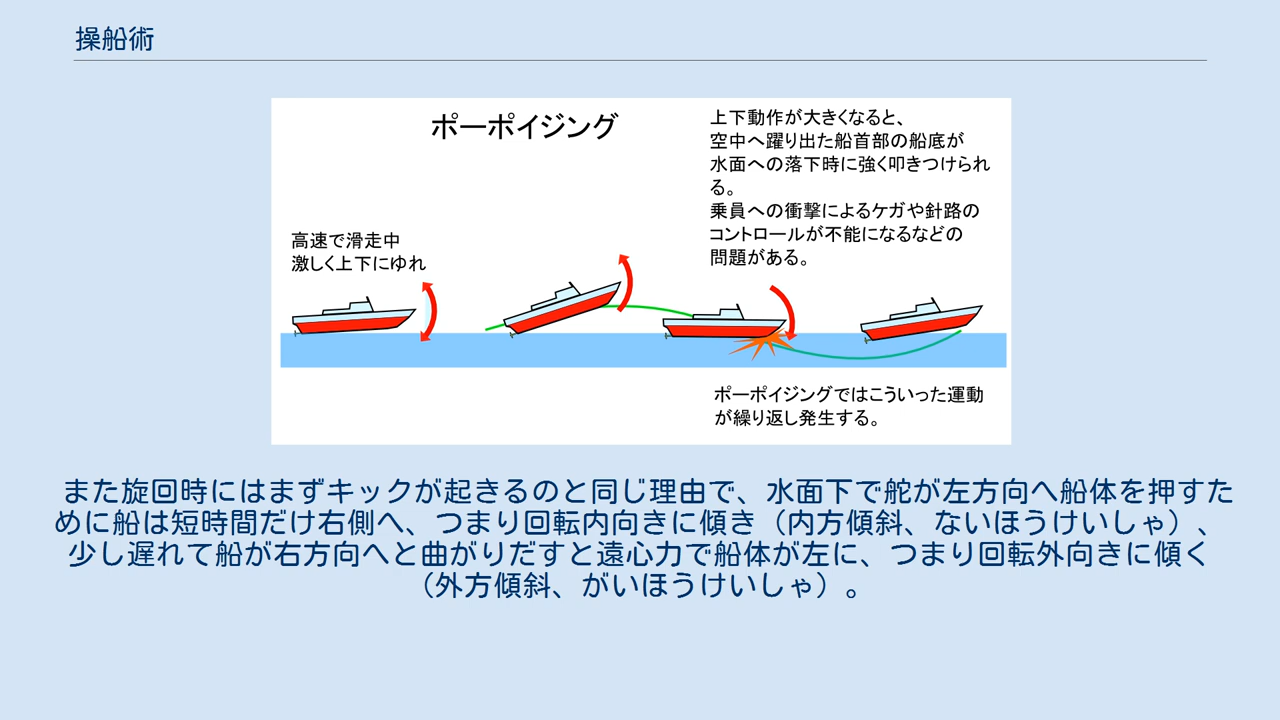 操船術
ポーポイジング
上下動作が大きくなると、
空中へ躍り出た船首部の船底が
水面への落下時に強く叩きつけられ
る。
乗員への衝撃によるケガや針路の
コントロールが不能になるなどの
問題がある。
高速で滑走中
激しく上下にゆれ
ポーポイジングではこういった運動
が繰り返し発生する。
また旋回時にはまずキックが起きるのと同じ理由で、水面下で舵が左方向へ船体を押すた
めに船は短時間だけ右側へ、つまり回転内向きに傾き（内方傾斜、ないほうけいしゃ）、
少し遅れて船が右方向へと曲がりだすと遠心力で船体が左に、つまり回転外向きに傾く
（外方傾斜、がいほうけいしゃ）。